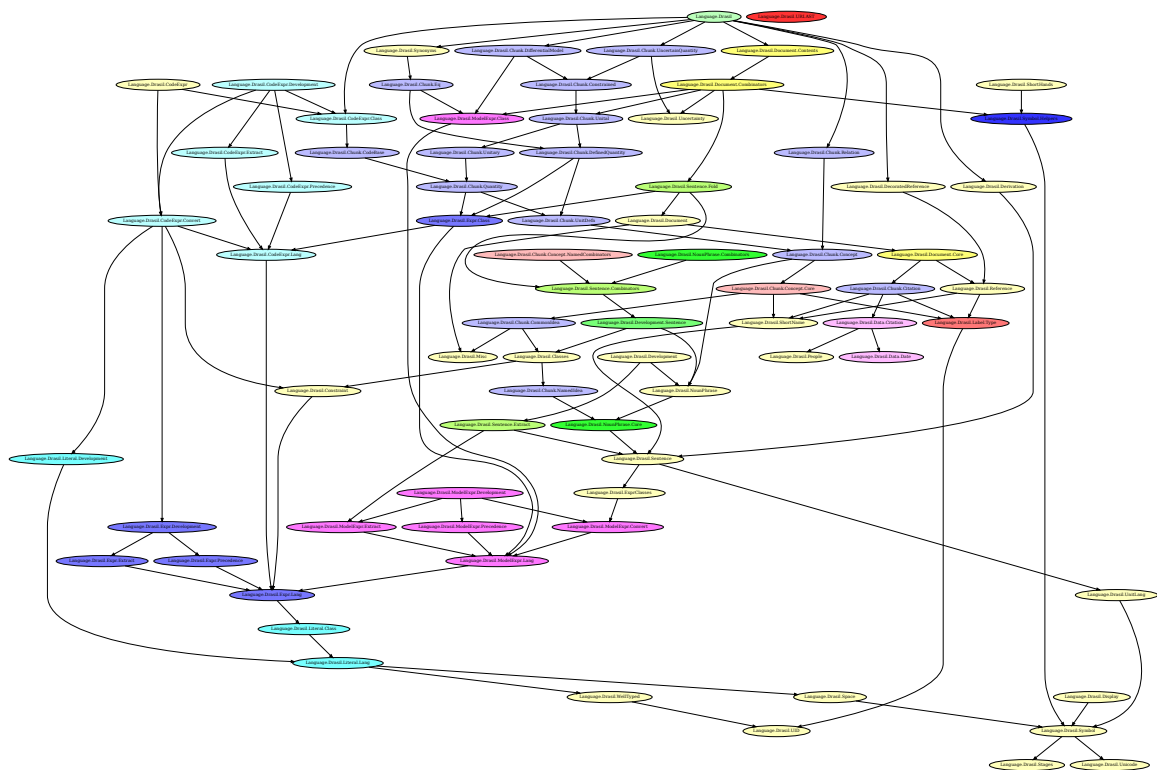 Language.Drasil
Language.Drasil.URLAST
Language.Drasil.Synonyms
Language.Drasil.Chunk.DifferentialModel
Language.Drasil.Chunk.UncertainQuantity
Language.Drasil.Document.Contents
Language.Drasil.CodeExpr
Language.Drasil.CodeExpr.Development
Language.Drasil.Chunk.Eq
Language.Drasil.Chunk.Constrained
Language.Drasil.Document.Combinators
Language.Drasil.ShortHands
Language.Drasil.CodeExpr.Class
Language.Drasil.ModelExpr.Class
Language.Drasil.Chunk.Unital
Language.Drasil.Uncertainty
Language.Drasil.Symbol.Helpers
Language.Drasil.CodeExpr.Extract
Language.Drasil.Chunk.CodeBase
Language.Drasil.Chunk.Unitary
Language.Drasil.Chunk.DefinedQuantity
Language.Drasil.Chunk.Relation
Language.Drasil.CodeExpr.Precedence
Language.Drasil.Chunk.Quantity
Language.Drasil.Sentence.Fold
Language.Drasil.DecoratedReference
Language.Drasil.Derivation
Language.Drasil.CodeExpr.Convert
Language.Drasil.Expr.Class
Language.Drasil.Chunk.UnitDefn
Language.Drasil.Document
Language.Drasil.CodeExpr.Lang
Language.Drasil.Chunk.Concept.NamedCombinators
Language.Drasil.NounPhrase.Combinators
Language.Drasil.Chunk.Concept
Language.Drasil.Document.Core
Language.Drasil.Sentence.Combinators
Language.Drasil.Chunk.Concept.Core
Language.Drasil.Chunk.Citation
Language.Drasil.Reference
Language.Drasil.Chunk.CommonIdea
Language.Drasil.Development.Sentence
Language.Drasil.ShortName
Language.Drasil.Data.Citation
Language.Drasil.Label.Type
Language.Drasil.Misc
Language.Drasil.Classes
Language.Drasil.Development
Language.Drasil.People
Language.Drasil.Data.Date
Language.Drasil.Constraint
Language.Drasil.Chunk.NamedIdea
Language.Drasil.NounPhrase
Language.Drasil.Sentence.Extract
Language.Drasil.NounPhrase.Core
Language.Drasil.Literal.Development
Language.Drasil.Sentence
Language.Drasil.ModelExpr.Development
Language.Drasil.ExprClasses
Language.Drasil.Expr.Development
Language.Drasil.ModelExpr.Extract
Language.Drasil.ModelExpr.Precedence
Language.Drasil.ModelExpr.Convert
Language.Drasil.Expr.Extract
Language.Drasil.Expr.Precedence
Language.Drasil.ModelExpr.Lang
Language.Drasil.Expr.Lang
Language.Drasil.UnitLang
Language.Drasil.Literal.Class
Language.Drasil.Literal.Lang
Language.Drasil.WellTyped
Language.Drasil.Space
Language.Drasil.Display
Language.Drasil.UID
Language.Drasil.Symbol
Language.Drasil.Stages
Language.Drasil.Unicode